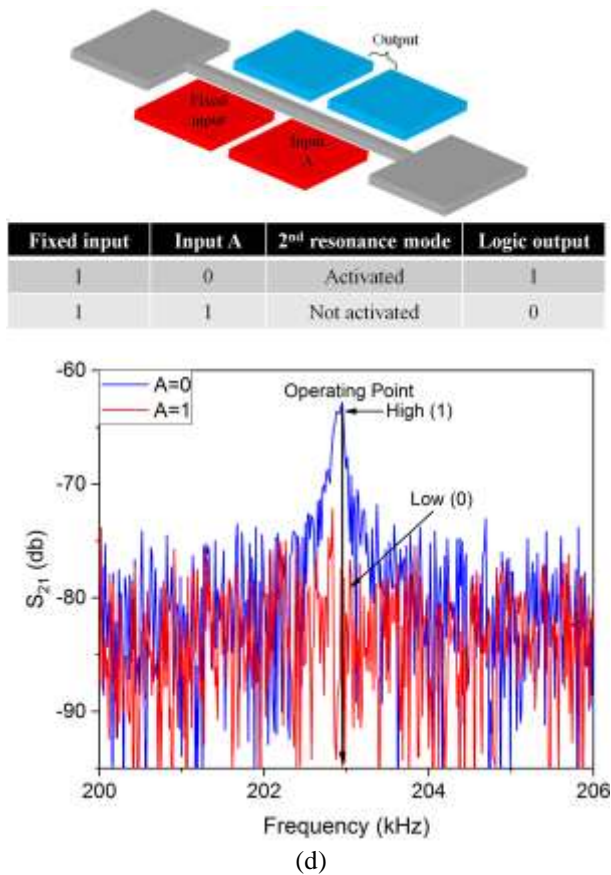 Output
Fixed input
Input A
Fixed input Input A 2nd resonance mode Logic output
1 0 Activated 1
1 1 Not activated 0
-60
A=0
A=1
Operating Point
High (1)
-70
Low (0)
-80
-90
S21 (db)
200 202 204 206
Frequency (kHz)
(d)